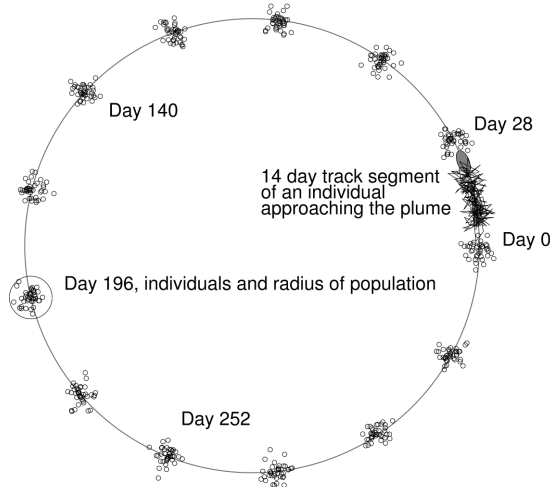 Day 140
Day 28
14 day track segment
of an individual
approaching the plume
Day 0
Day 196, individuals and radius of population
Day 252